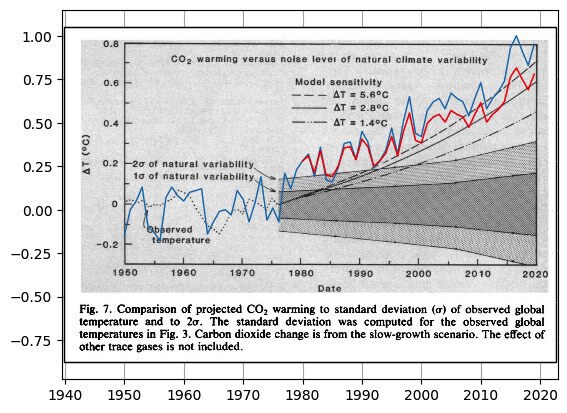 1.00
0.75
0.50
0.25
0.00
−0.25
−0.50
−0.75
0.8
0.6
0.4
0.2
0
−0.2
ΔT (°C)
CO₂ warming versus noise level of natural climate variability
Model sensitivity
ΔT = 5.6°C
ΔT = 2.8°C
ΔT = 1.4°C
2σ of natural variability
1σ of natural variability
Observed
temperature
1950 1960 1970 1980 1990 2000 2010 2020
Date
Fig. 7. Comparison of projected CO₂ warming to standard deviation (σ) of observed global
temperature and to 2σ. The standard deviation was computed for the observed global
temperatures in Fig. 3. Carbon dioxide change is from the slow-growth scenario. The effect of
other trace gases is not included.
1940 1950 1960 1970 1980 1990 2000 2010 2020